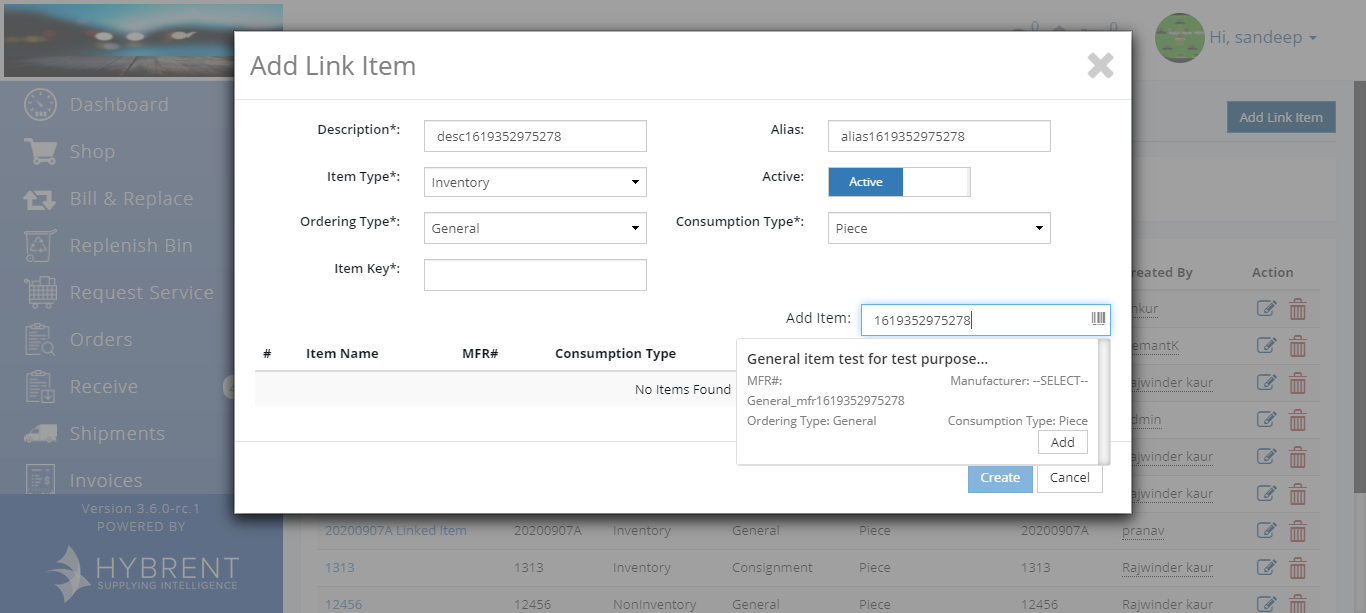 0
0
Hi, sandeep
Add Link Item
Dashboard
Shop
Bill & Replace
Replenish Bin
Request Service
Orders
Receive
Shipments
Invoices
Version 3.6.0-rc.1
POWERED BY
HYBRENT
SUPPLYING INTELLIGENCE
Add Link Item
Description*: desc1619352975278 Alias: alias1619352975278
Item Type*: Inventory Active: Active
Ordering Type*: General Consumption Type*: Piece
Item Key*:
Add Item: 1619352975278
# Item Name MFR# Consumption Type
No Items Found
General item test for test purpose...
MFR#: Manufacturer: --SELECT--
General_mfr1619352975278
Ordering Type: General Consumption Type: Piece
Add
Create Cancel
reated By Action
nkur
emantK
ajwinder kaur
dmin
ajwinder kaur
ajwinder kaur
20200907A Linked Item 20200907A Inventory General Piece 20200907A pranav
1313 1313 Inventory Consignment Piece 1313 Rajwinder kaur
12456 12456 NonInventory General Piece 12456 Rajwinder kaur